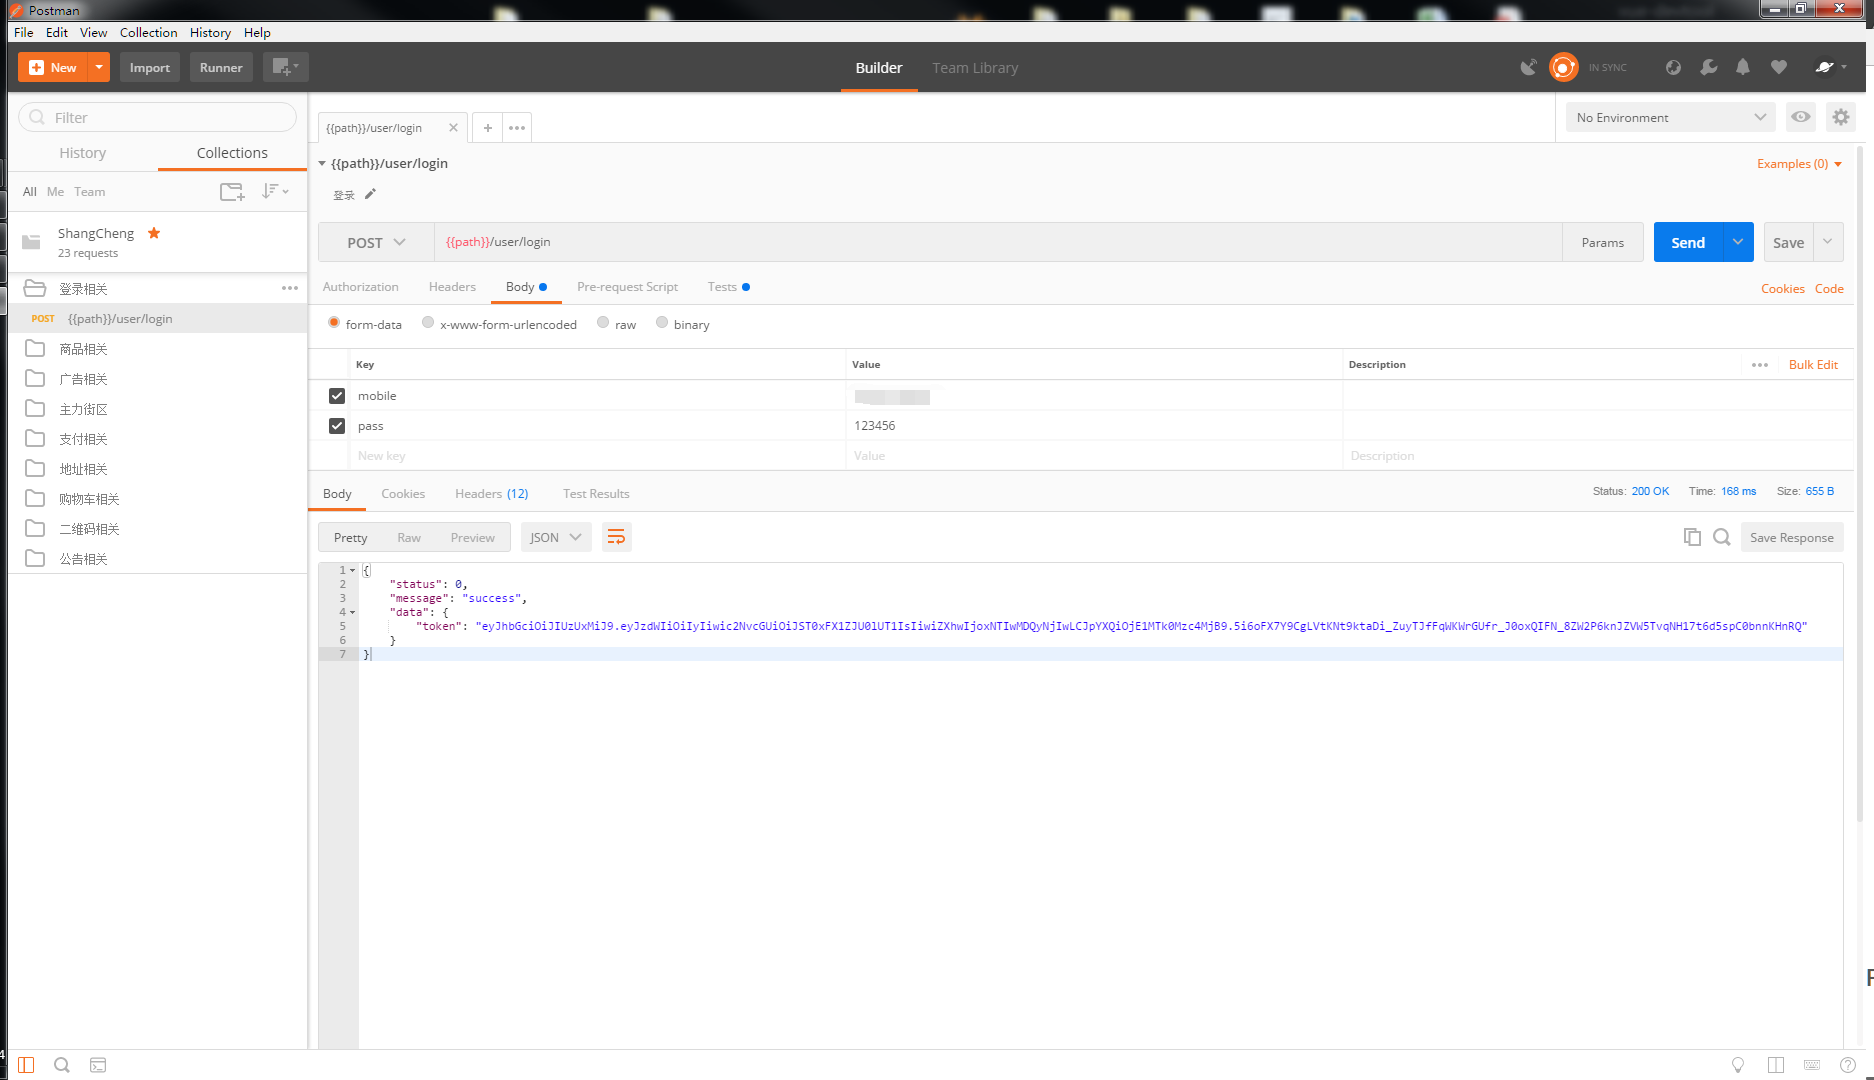 Postman
File Edit View Collection History Help
New Import Runner Builder Team Library IN SYNC
Filter
History Collections
All Me Team
ShangCheng
23 requests
登录相关
POST {{path}}/user/login
商品相关
广告相关
主力街区
支付相关
地址相关
购物车相关
二维码相关
公告相关
{{path}}/user/login
No Environment
{{path}}/user/login
Examples (0)
登录
POST {{path}}/user/login Params Send Save
Authorization Headers Body Pre-request Script Tests Cookies Code
form-data x-www-form-urlencoded raw binary
Key Value Description Bulk Edit
mobile
pass 123456
New key Value Description
Body Cookies Headers (12) Test Results Status: 200 OK Time: 168 ms Size: 655 B
Pretty Raw Preview JSON Save Response
1 {
2 "status": 0,
3 "message": "success",
4 "data": {
5 "token": "eyJhbGciOiJIUzUxMiJ9.eyJzdWIiOiIyIiwic2NvcGUiOiJST0xFX1ZJU0lUT1IsIiwiZXhwIjoxNTIwMDQyNjIwLCJpYXQiOjE1MTk0Mzc4MjB9.5i6oFX7Y9CgLVtKNt9ktaDi_ZuyTJfFqWKWrGUfr_J0oxQIFN_8ZW2P6knJZVW5TvqNH17t6d5spC0bnnKHnRQ"
6 }
7 }